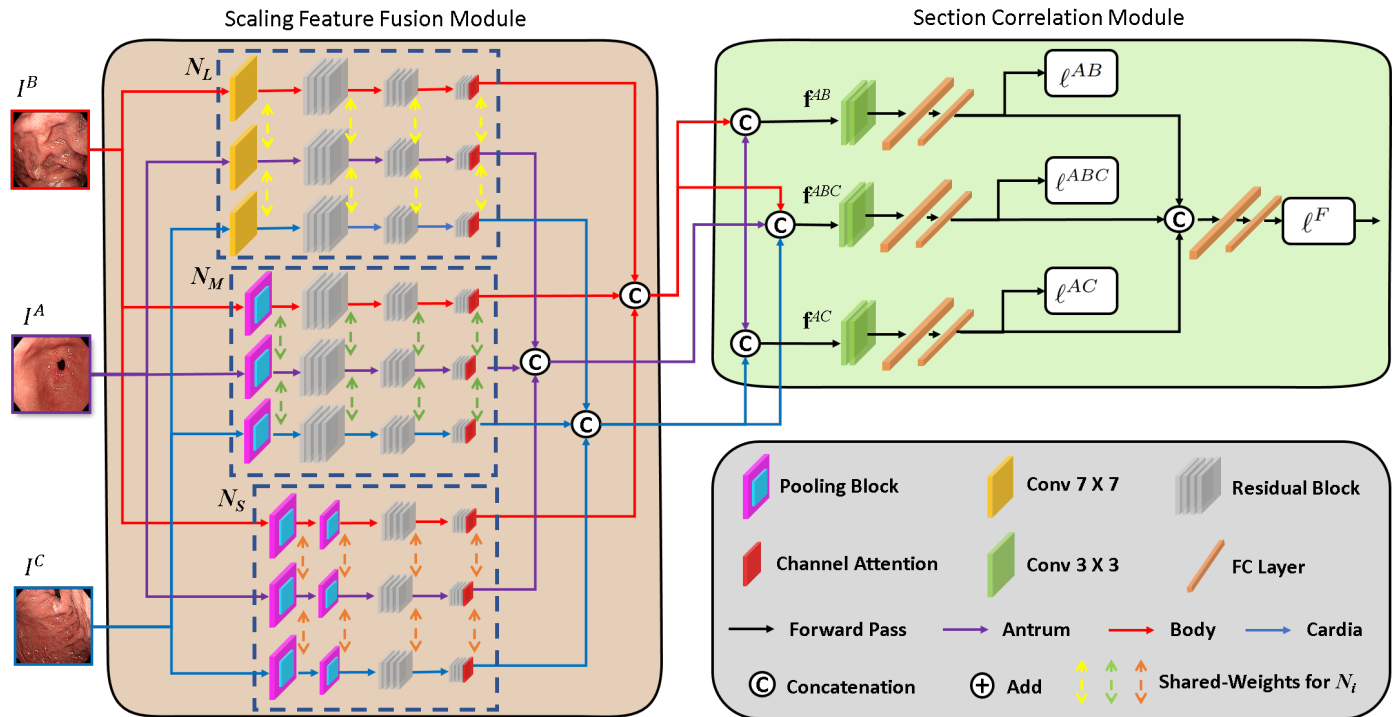 Scaling Feature Fusion Module
Section Correlation Module
I^B
I^A
I^C
N_L
N_M
N_S
C
C
C
C
C
C
f^{AB}
f^{ABC}
f^{AC}
ℓ^{AB}
ℓ^{ABC}
ℓ^{AC}
C
ℓ^F
Pooling Block
Conv 7 X 7
Residual Block
Channel Attention
Conv 3 X 3
FC Layer
Forward Pass
Antrum
Body
Cardia
C Concatenation
+ Add
Shared-Weights for N_i